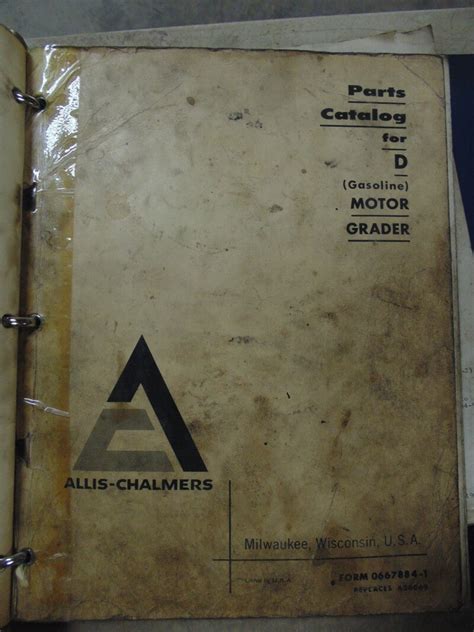 Parts
Catalog
for
D
(Gasoline)
MOTOR
GRADER
ALLIS-CHALMERS
Milwaukee, Wisconsin, U.S.A.
FORM 0667884-1